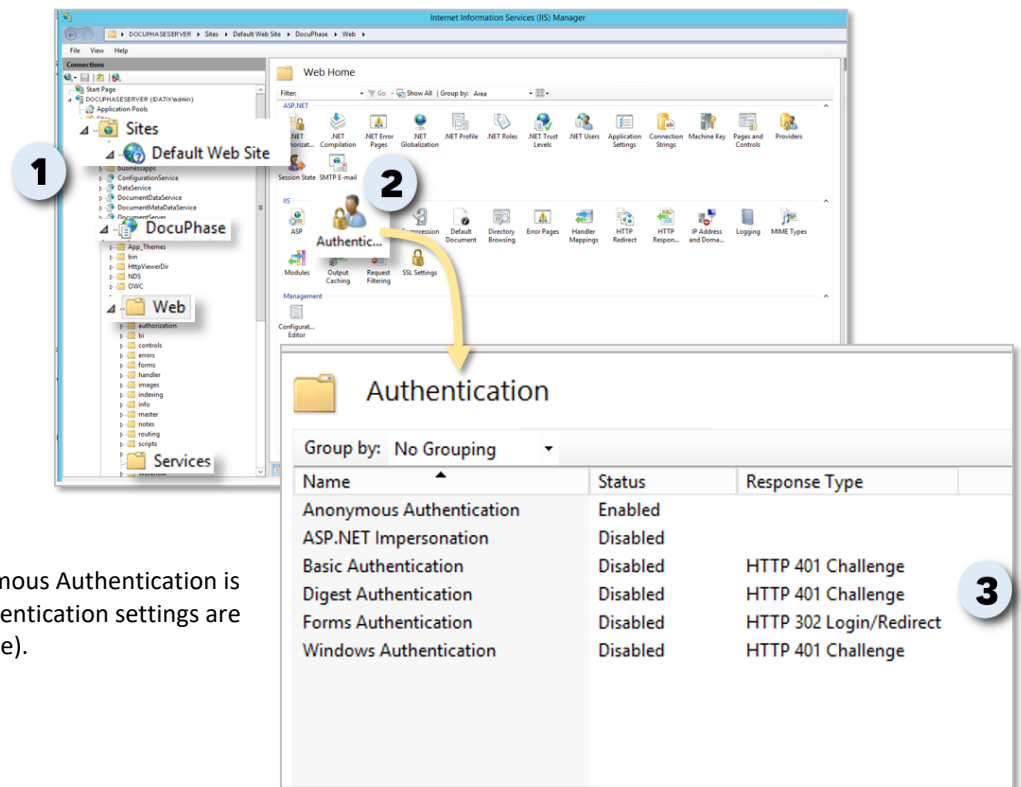 Internet Information Services (IIS) Manager
DOCUPHASESERVER ▸ Sites ▸ Default Web Site ▸ DocuPhase ▸ Web ▸
File View Help
Connections
Start Page
DOCUPHASESERVER (IDATIX\admin)
Application Pools
Sites
Default Web Site
1
businessapps
ConfigurationService
DataService
DocumentDataService
DocumentMetaDataService
DocumentServer
DocuPhase
App_Themes
bin
HttpViewerDir
NDS
OWC
Web
authorization
bi
controls
errors
forms
handler
images
indexing
info
master
notes
routing
scripts
Services
Web Home
Filter: Go Show All Group by: Area
ASP.NET
.NET .NET .NET Error .NET .NET Profile .NET Roles .NET Trust .NET Users Application Connection Machine Key Pages and Providers
Compilation Pages Globalization Levels Settings Strings Controls
Session State SMTP E-mail
2
IIS
ASP Authentic... Compression Default Directory Error Pages Handler HTTP HTTP IP Address Logging MIME Types
Document Browsing Mappings Redirect Respon... and Doma...
Modules Output Request SSL Settings
Caching Filtering
Management
Configurat...
Editor
Authentication
Group by: No Grouping
Name Status Response Type
Anonymous Authentication Enabled
ASP.NET Impersonation Disabled
Basic Authentication Disabled HTTP 401 Challenge
Digest Authentication Disabled HTTP 401 Challenge
Forms Authentication Disabled HTTP 302 Login/Redirect
Windows Authentication Disabled HTTP 401 Challenge
3
mous Authentication is
entication settings are
e).